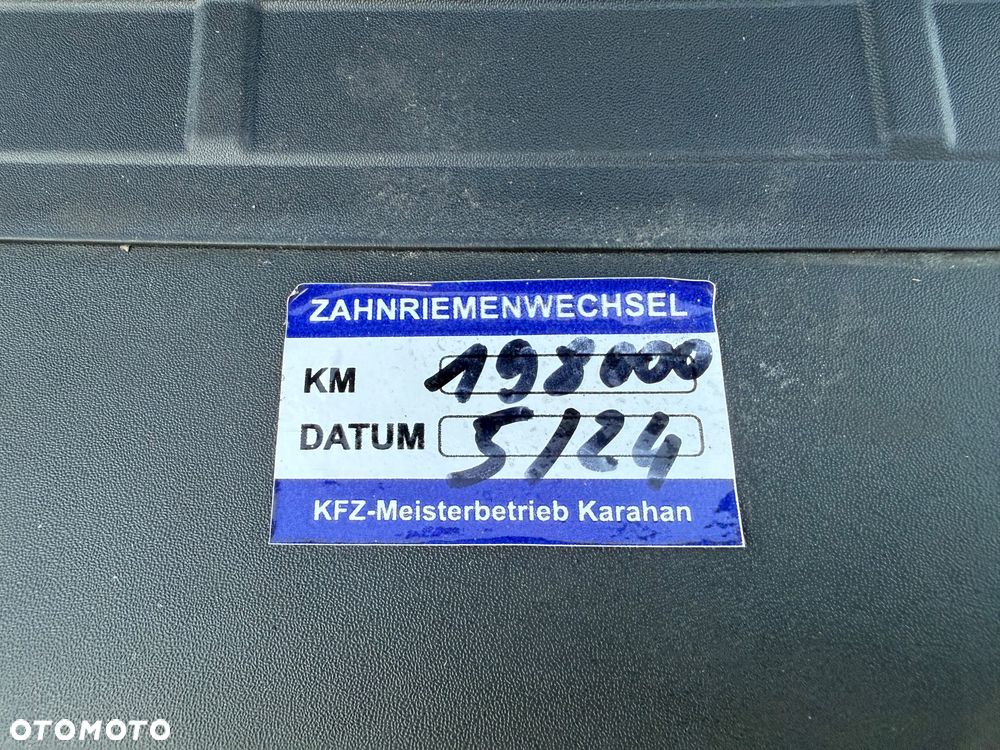 ZAHNRIEMENWECHSEL
KM 198000
DATUM 5/24
KFZ-Meisterbetrieb Karahan
OTOMOTO